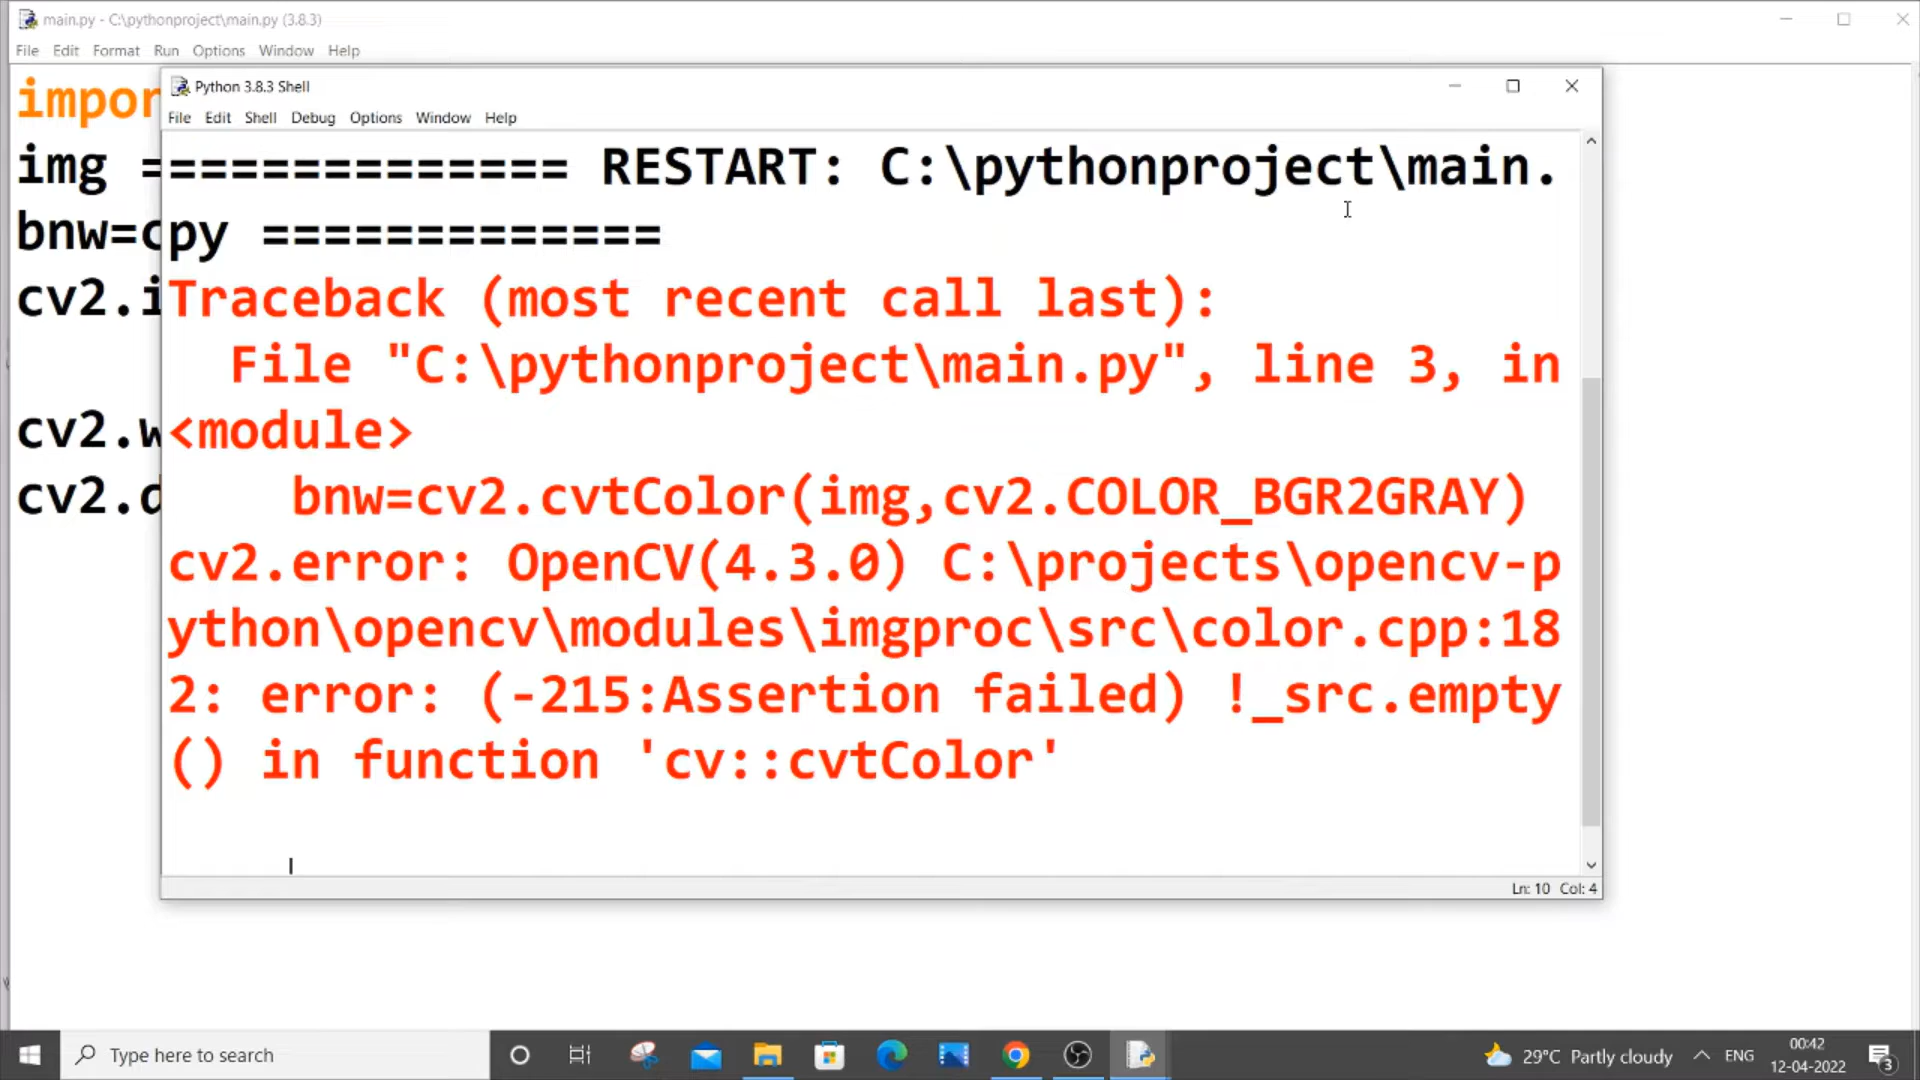 main.py - C:\pythonproject\main.py (3.8.3)
File Edit Format Run Options Window Help
impor
img =
bnw=c
cv2.i
cv2.w
cv2.d
Python 3.8.3 Shell
File Edit Shell Debug Options Window Help
============= RESTART: C:\pythonproject\main.
py =============
Traceback (most recent call last):
File "C:\pythonproject\main.py", line 3, in
<module>
bnw=cv2.cvtColor(img,cv2.COLOR_BGR2GRAY)
cv2.error: OpenCV(4.3.0) C:\projects\opencv-p
ython\opencv\modules\imgproc\src\color.cpp:18
2: error: (-215:Assertion failed) !_src.empty
() in function 'cv::cvtColor'
Ln: 10 Col: 4
Type here to search
29°C Partly cloudy
ENG
00:42
12-04-2022
3